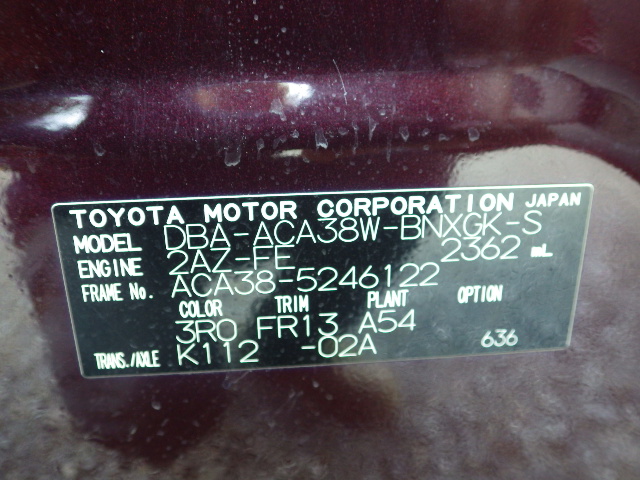 TOYOTA MOTOR CORPORATION JAPAN
MODEL DBA-ACA38W-BNXGK-S
ENGINE 2AZ-FE 2362 mL
FRAME No. ACA38-5246122
COLOR TRIM PLANT OPTION
3R0 FR13 A54
TRANS./AXLE K112 -02A 636